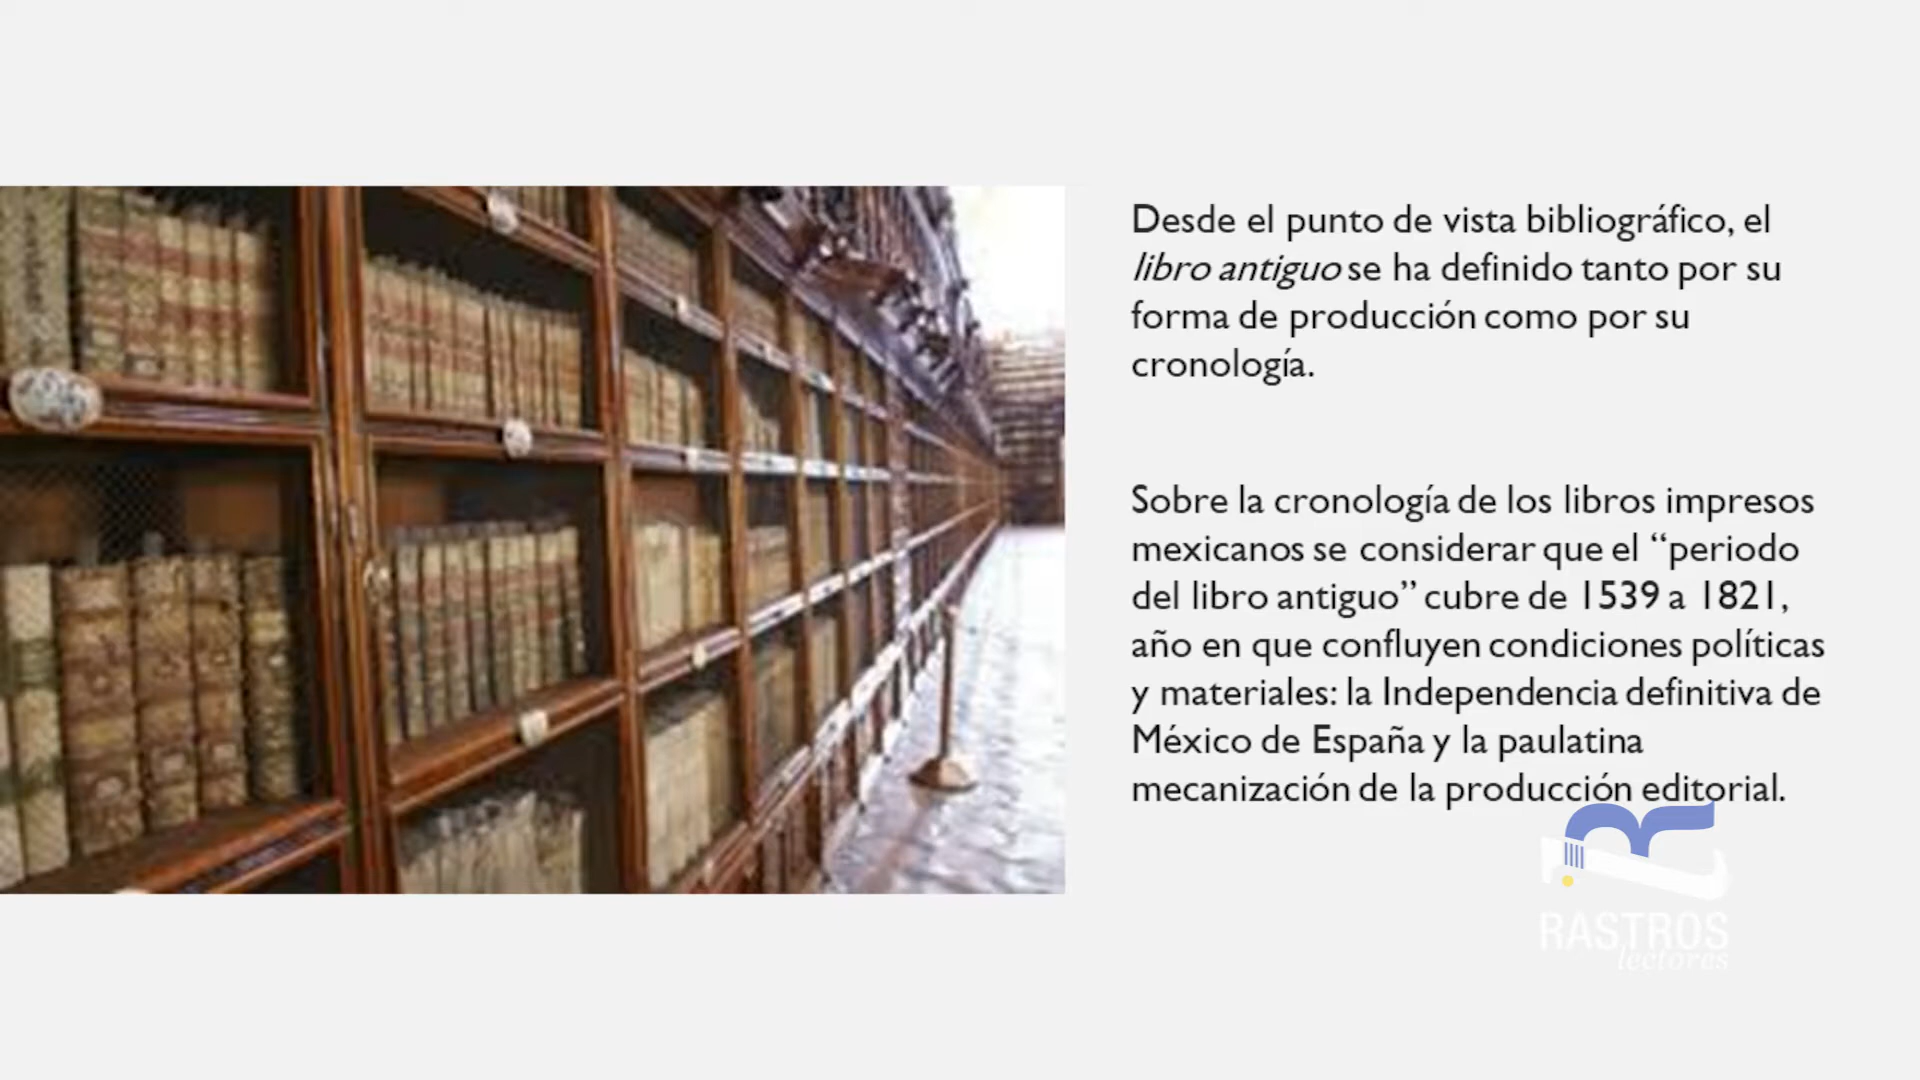 Desde el punto de vista bibliográfico, el
libro antiguo se ha definido tanto por su
forma de producción como por su
cronología.
Sobre la cronología de los libros impresos
mexicanos se considerar que el “periodo
del libro antiguo” cubre de 1539 a 1821,
año en que confluyen condiciones políticas
y materiales: la Independencia definitiva de
México de España y la paulatina
mecanización de la producción editorial.
RASTROS
lectores